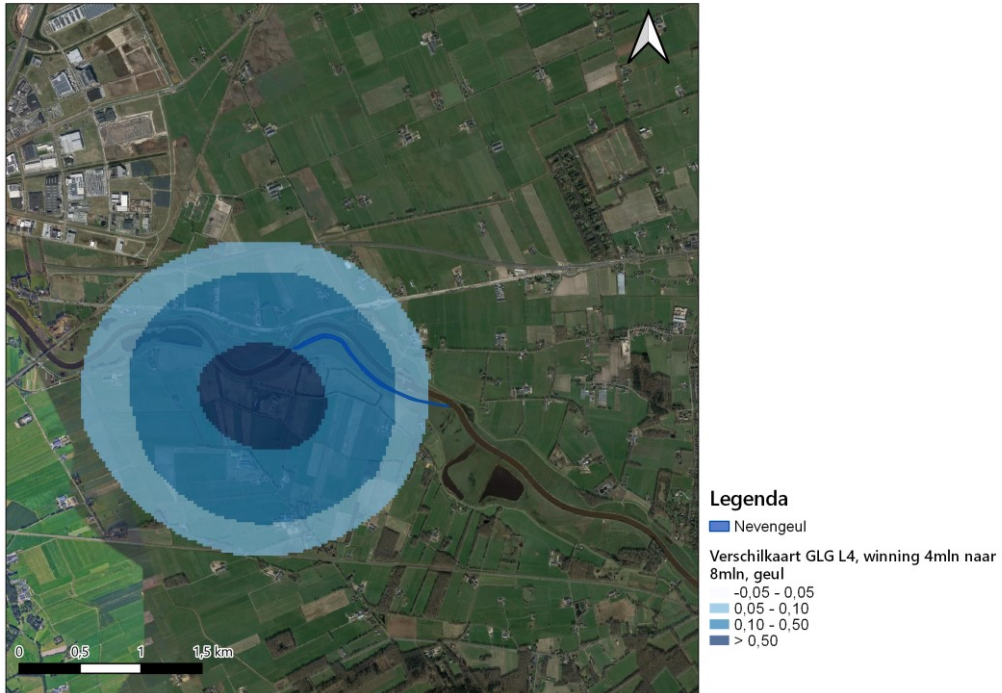 0 0,5 1 1,5 km
Legenda
Nevengeul
Verschilkaart GLG L4, winning 4mln naar
8mln, geul
-0,05 - 0,05
0,05 - 0,10
0,10 - 0,50
> 0,50